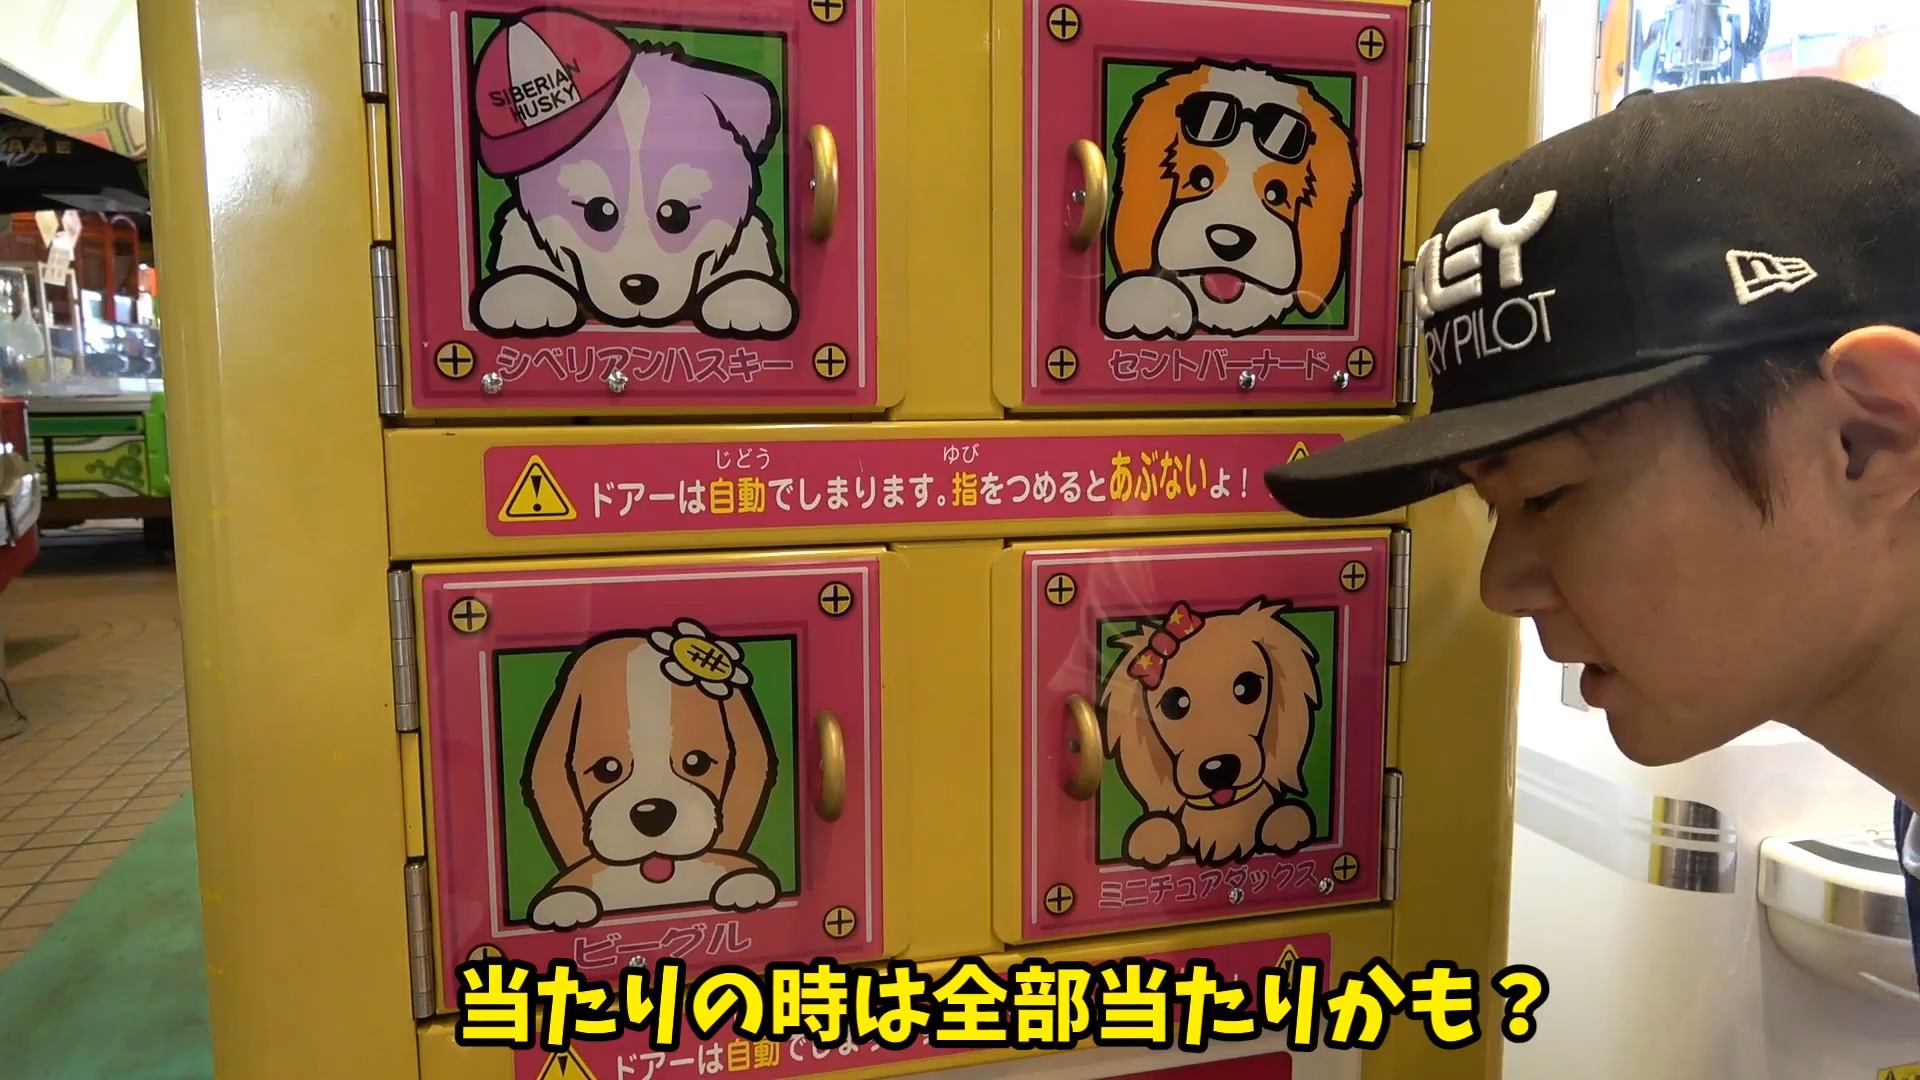 SIBERIAN
HUSKY
シベリアンハスキー
セントバーナード
LEY
RY PILOT
じどう ゆび
ドアーは自動でしまります。指をつめるとあぶないよ!
ビーグル
ミニチュアダックス
当たりの時は全部当たりかも？
ドアーは自動でしま